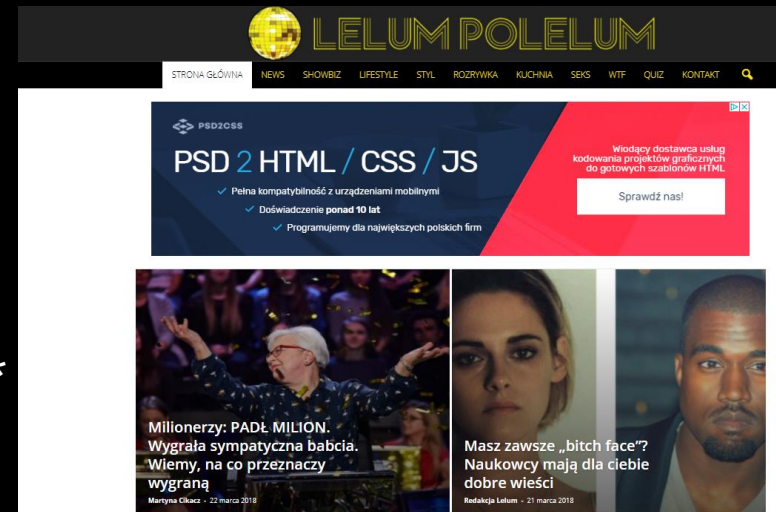 LELUM POLELUM
STRONA GŁÓWNA NEWS SHOWBIZ LIFESTYLE STYL ROZRYWKA KUCHNIA SEKS WTF QUIZ KONTAKT
PSD2CSS
PSD 2 HTML / CSS / JS
Pełna kompatybilność z urządzeniami mobilnymi
Doświadczenie ponad 10 lat
Programujemy dla największych polskich firm
Wiodący dostawca usług
kodowania projektów graficznych
do gotowych szablonów HTML
Sprawdź nas!
Milionerzy: PADŁ MILION.
Wygrała sympatyczna babcia.
Wiemy, na co przeznaczy
wygraną
Martyna Cikacz - 22 marca 2018
Masz zawsze „bitch face”?
Naukowcy mają dla ciebie
dobre wieści
Redakcja Lelum - 21 marca 2018